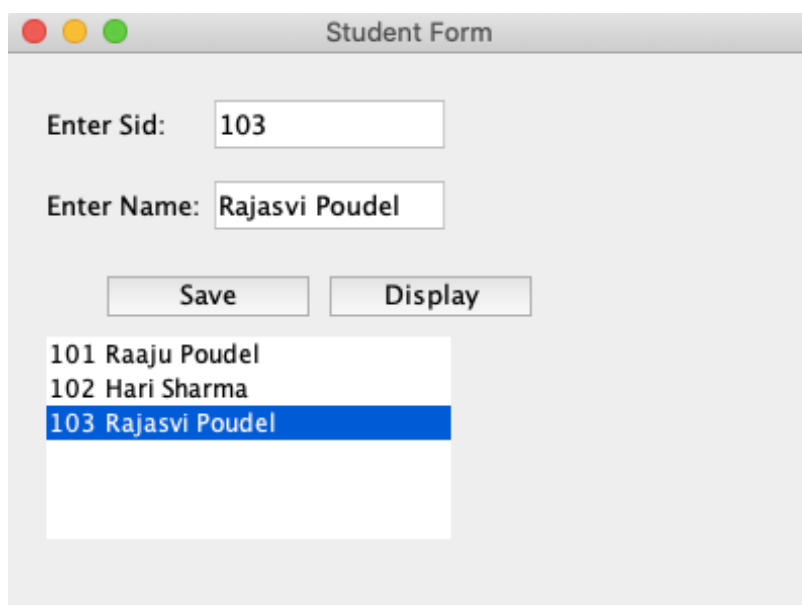 Student Form
Enter Sid: 103
Enter Name: Rajasvi Poudel
Save Display
101 Raaju Poudel
102 Hari Sharma
103 Rajasvi Poudel